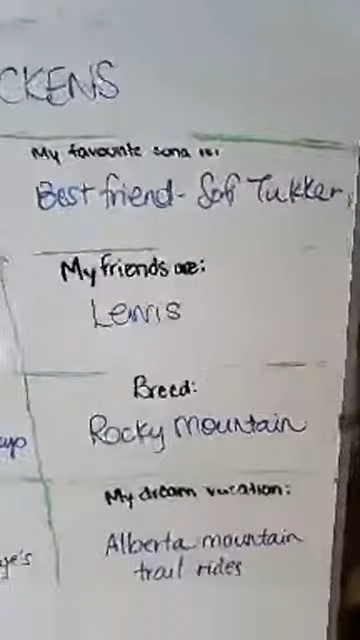 CKENS
My favourite song is:
Best friend - Sofi Tukker
My friends are:
Lewis
Breed:
Rocky Mountain
My dream vacation:
Alberta mountain
trail rides
ye's